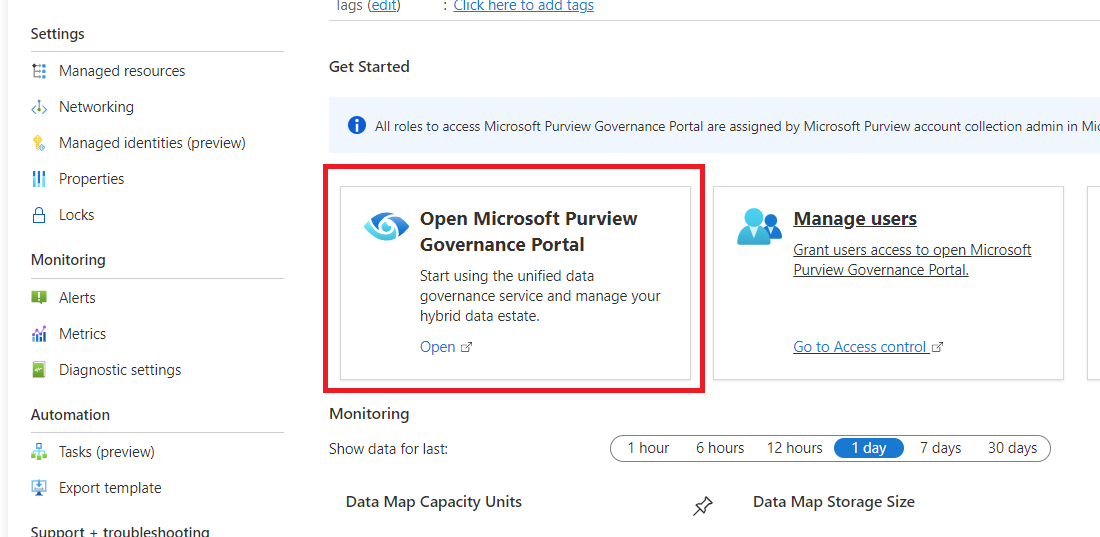 Tags (edit) : Click here to add tags
Settings
Managed resources
Networking
Managed identities (preview)
Properties
Locks
Monitoring
Alerts
Metrics
Diagnostic settings
Automation
Tasks (preview)
Export template
Support + troubleshooting
Get Started
All roles to access Microsoft Purview Governance Portal are assigned by Microsoft Purview account collection admin in
Open Microsoft Purview
Governance Portal
Start using the unified data
governance service and manage your
hybrid data estate.
Open
Manage users
Grant users access to open Microsoft
Purview Governance Portal.
Go to Access control
Monitoring
Show data for last:
1 hour 6 hours 12 hours 1 day 7 days 30 days
Data Map Capacity Units
Data Map Storage Size